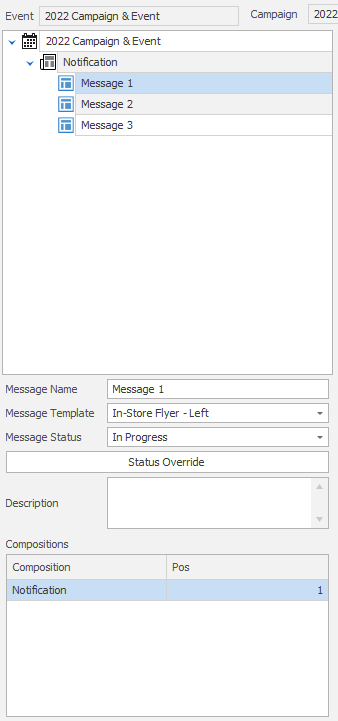 Event 2022 Campaign & Event Campaign 2022
2022 Campaign & Event
Notification
Message 1
Message 2
Message 3
Message Name Message 1
Message Template In-Store Flyer - Left
Message Status In Progress
Status Override
Description
Compositions
Composition Pos
Notification 1